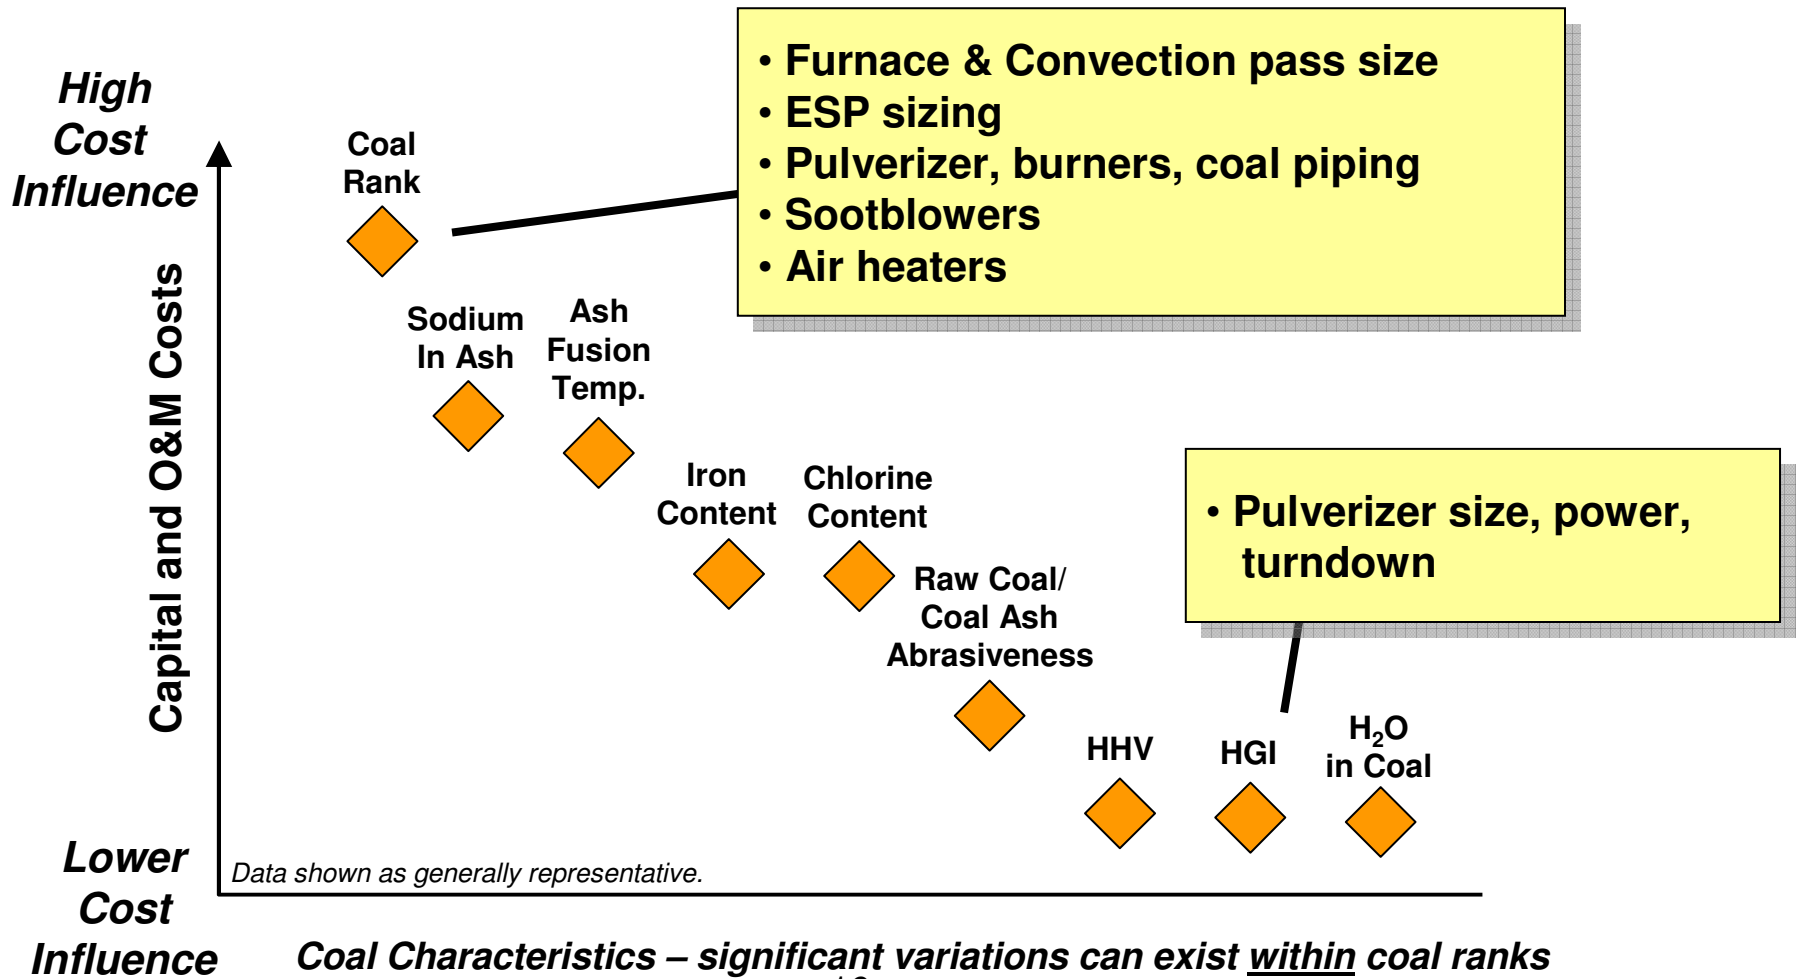 High
Cost
Influence
Capital and O&M Costs
Lower
Cost
Influence
Coal
Rank
• Furnace & Convection pass size
• ESP sizing
• Pulverizer, burners, coal piping
• Sootblowers
• Air heaters
Sodium
In Ash
Ash
Fusion
Temp.
Iron
Content
Chlorine
Content
Raw Coal/
Coal Ash
Abrasiveness
• Pulverizer size, power,
turndown
HHV
HGI
H₂O
in Coal
Data shown as generally representative.
Coal Characteristics – significant variations can exist within coal ranks